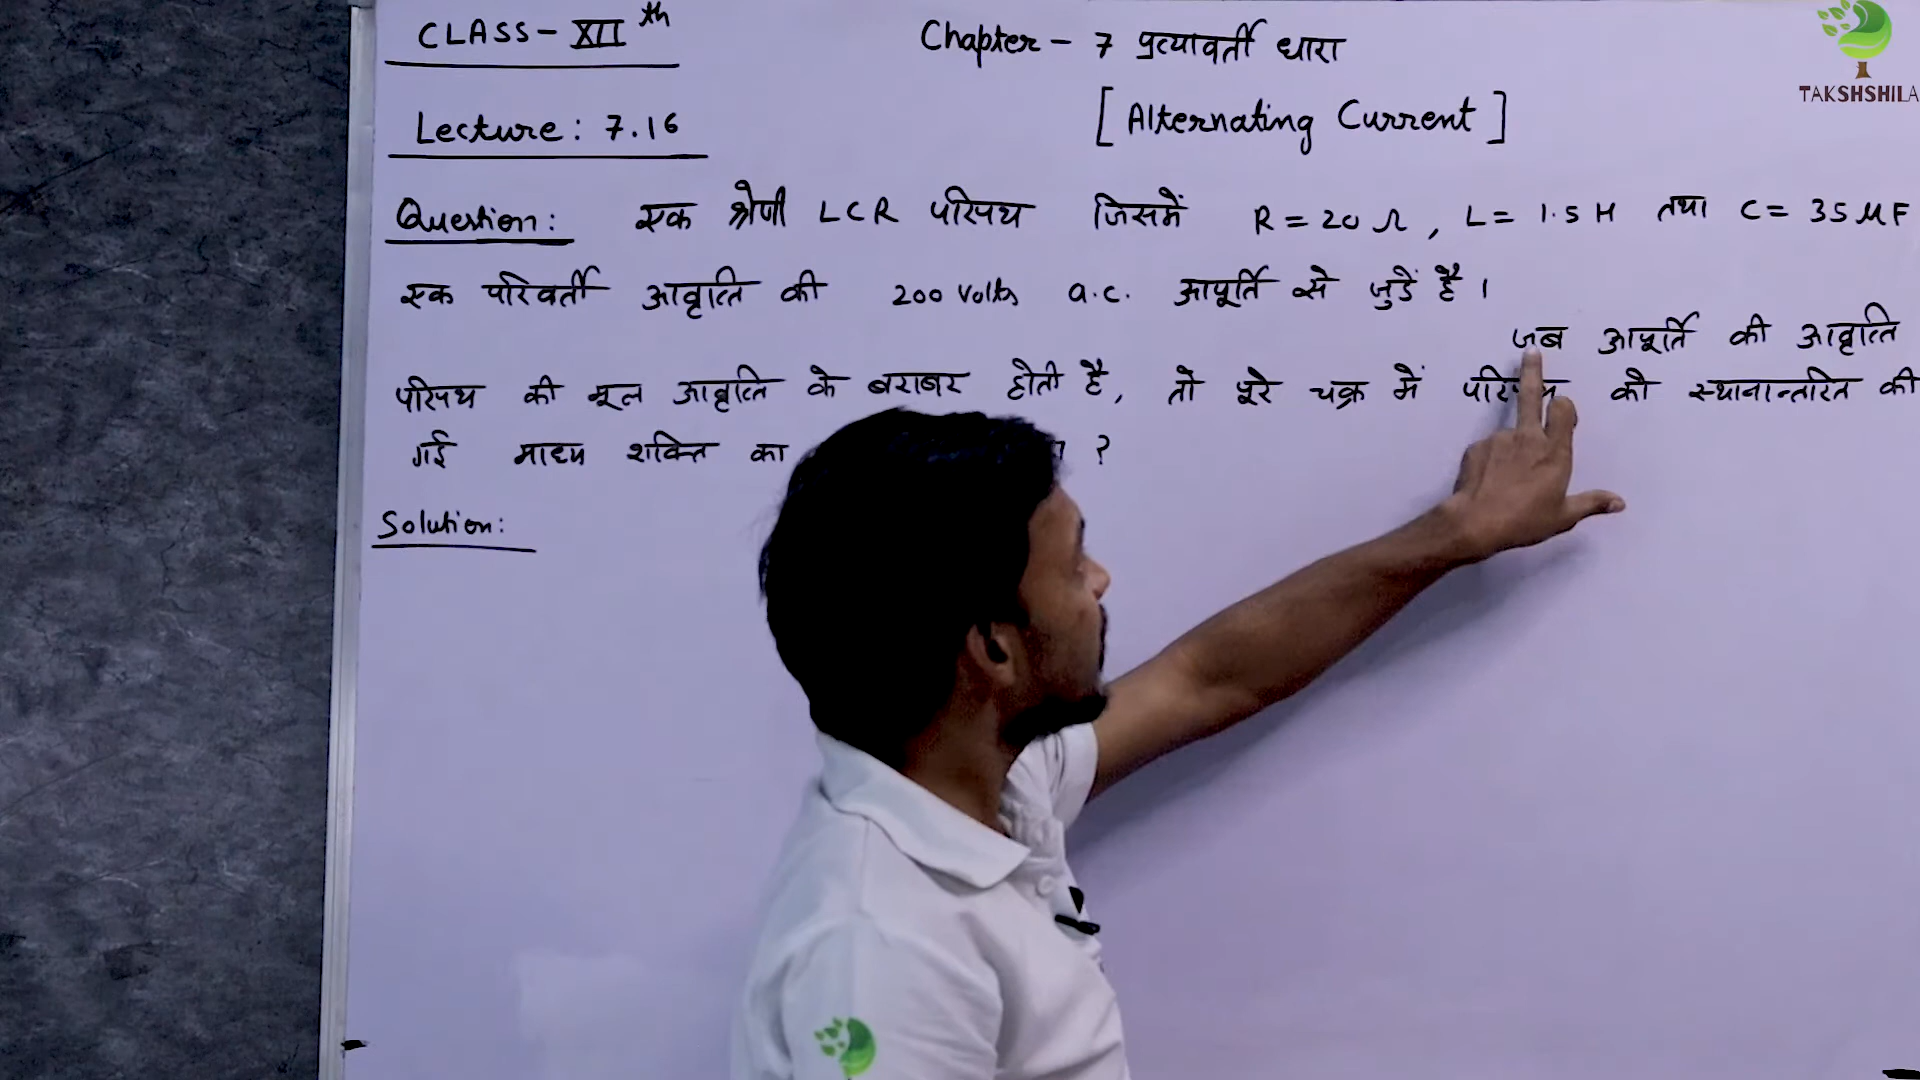 CLASS - XII th
Chapter - 7 प्रत्यावर्ती धारा
TAKSHSHILA
Lecture: 7.16
[Alternating Current]
Question: एक श्रेणी LCR परिपथ जिसमें R = 20 Ω, L = 1.5 H तथा C = 35 μF
एक परिवर्ती आवृत्ति की 200 Volts a.c. आपूर्ति से जुड़ें है।
जब आपूर्ति की आवृत्ति
परिपथ की मूल आवृत्ति के बराबर होती है, तो पूरे चक्र में की स्थानान्तरित की
गई माध्य शक्ति का ?
Solution: